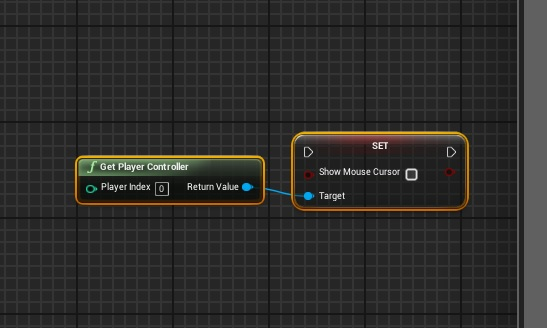 SET
f Get Player Controller
Show Mouse Cursor
Player Index 0 Return Value
Target